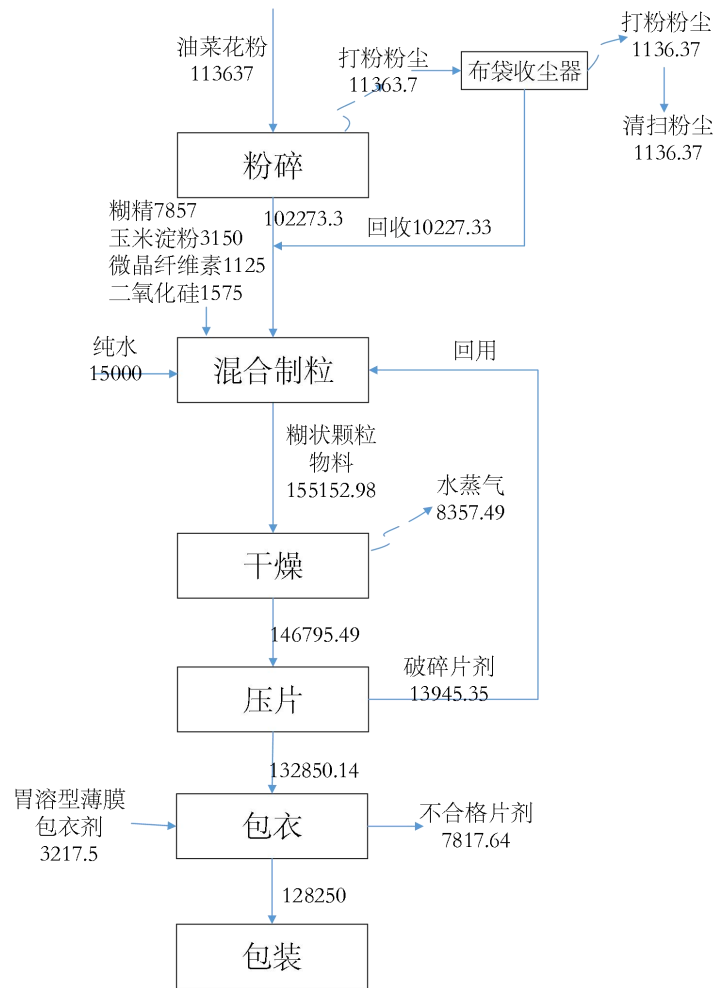 油菜花粉
113637
打粉粉尘
11363.7
布袋收尘器
打粉粉尘
1136.37
清扫粉尘
1136.37
粉碎
102273.3
回收10227.33
糊精7857
玉米淀粉3150
微晶纤维素1125
二氧化硅1575
纯水
15000
混合制粒
回用
糊状颗粒
物料
155152.98
水蒸气
8357.49
干燥
146795.49
压片
破碎片剂
13945.35
132850.14
胃溶型薄膜
包衣剂
3217.5
包衣
不合格片剂
7817.64
128250
包装